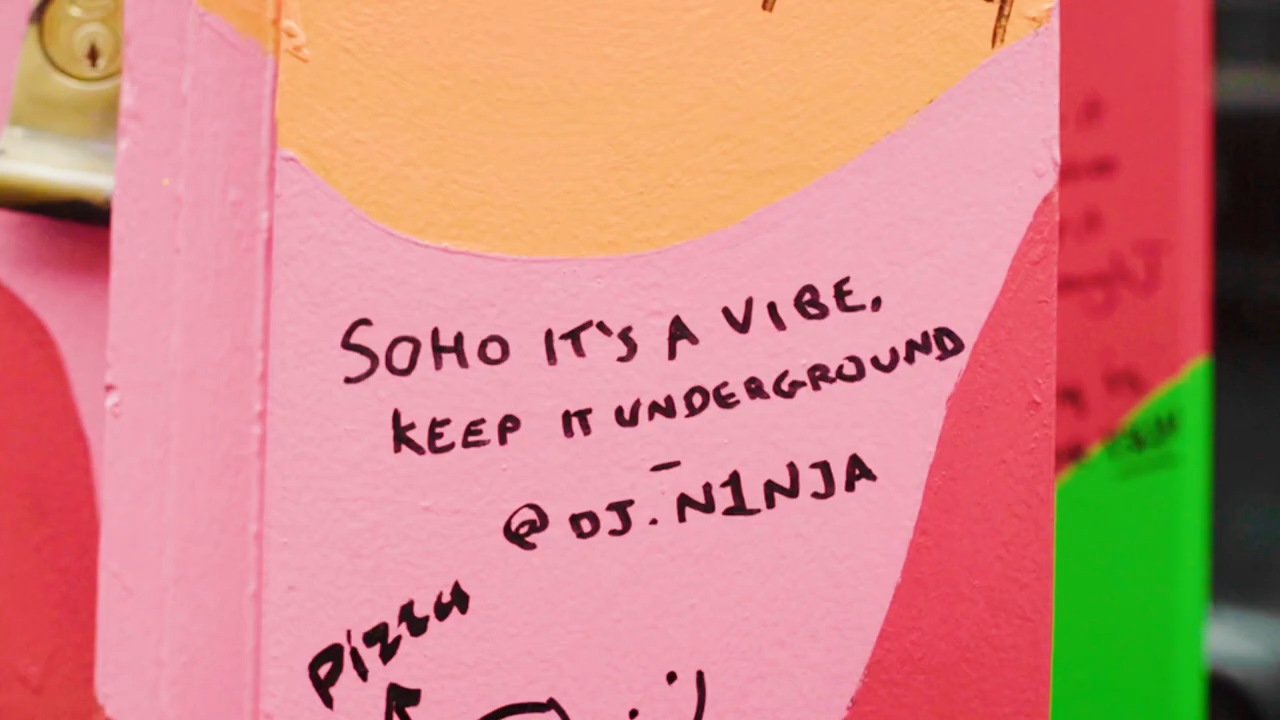 SOHO IT'S A VIBE,
KEEP IT UNDERGROUND
-
@DJ.N1NJA
Pizza